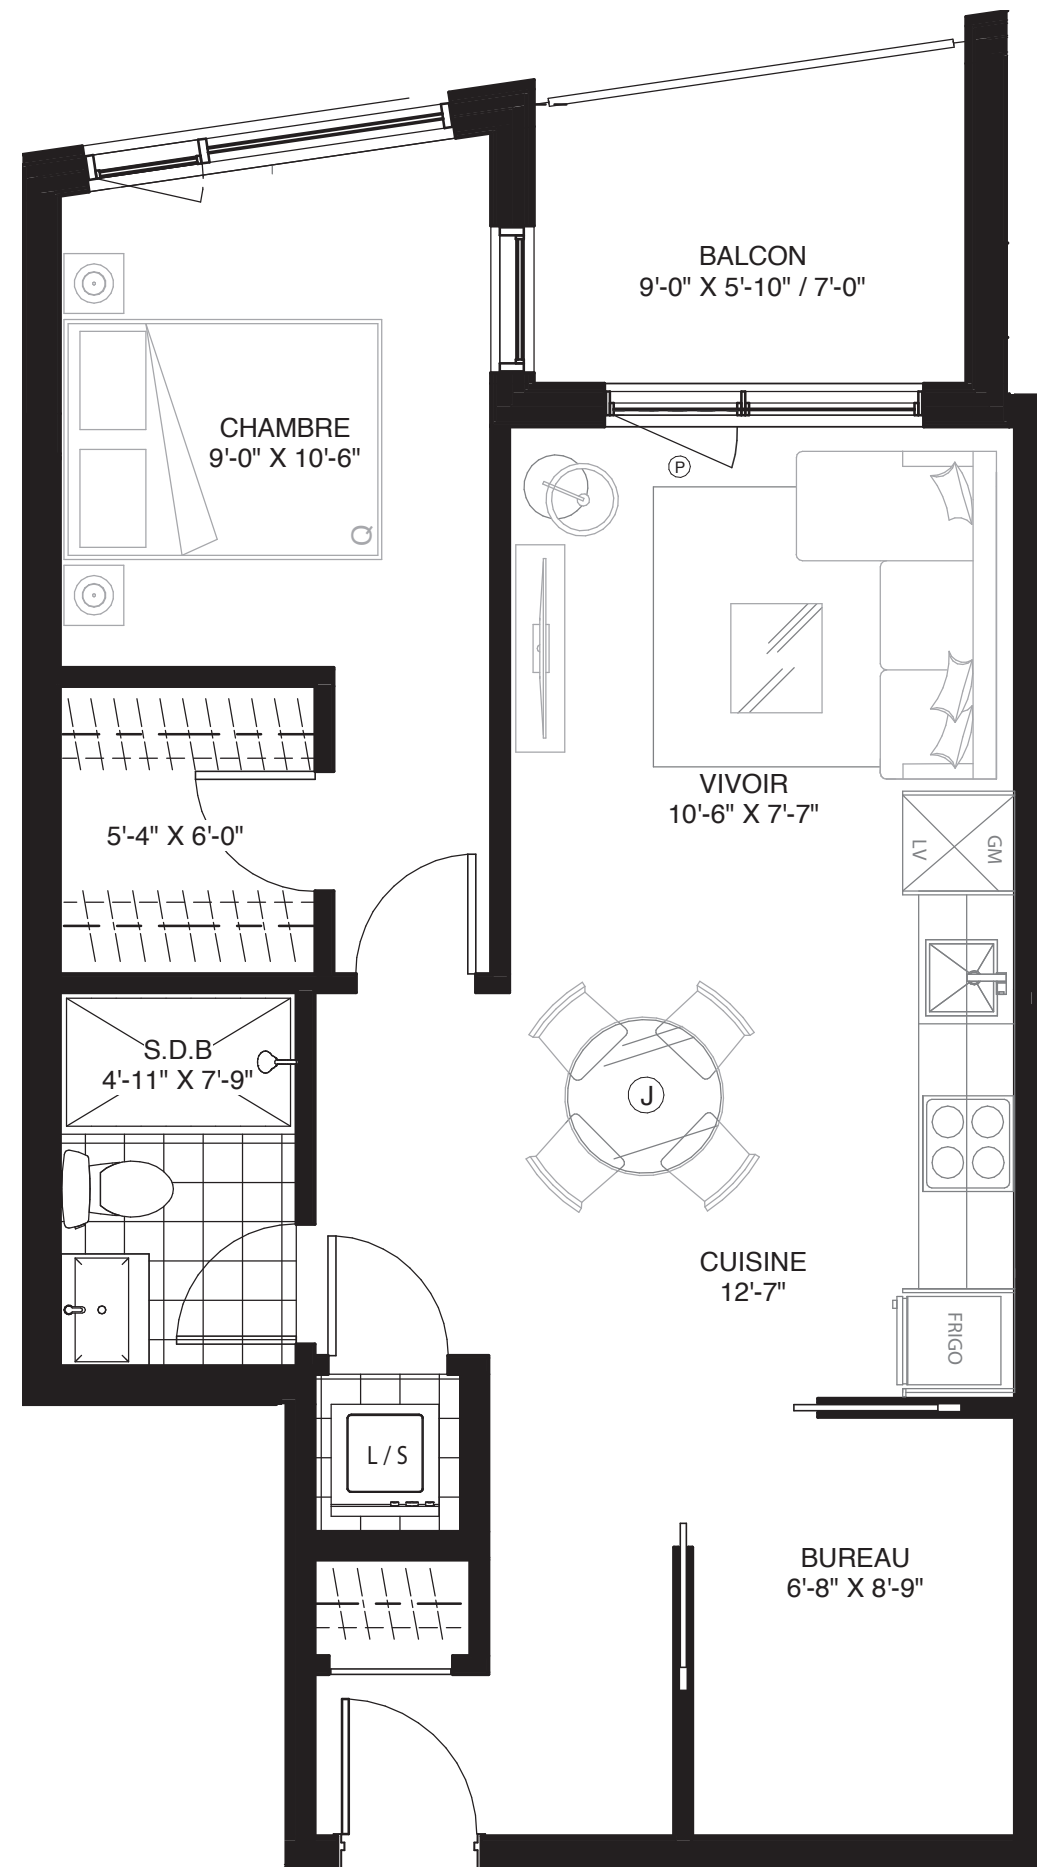 BALCON
9'-0" X 5'-10" / 7'-0"
CHAMBRE
9'-0" X 10'-6"
Q
P
VIVOIR
10'-6" X 7'-7"
5'-4" X 6'-0"
LV
GM
S.D.B
4'-11" X 7'-9"
J
CUISINE
12'-7"
FRIGO
L / S
BUREAU
6'-8" X 8'-9"